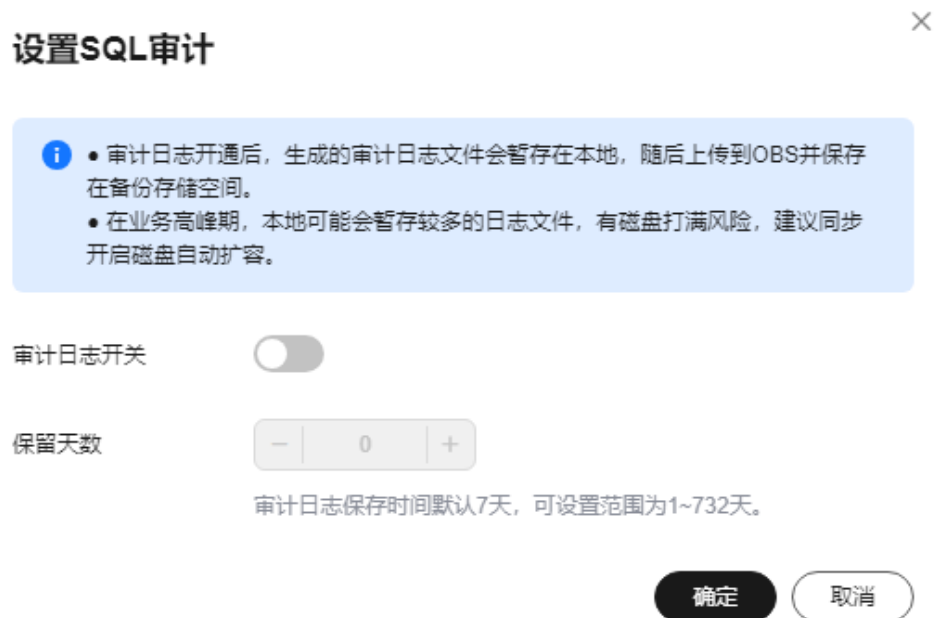 设置SQL审计
● 审计日志开通后，生成的审计日志文件会暂存在本地，随后上传到OBS并保存
在备份存储空间。
● 在业务高峰期，本地可能会暂存较多的日志文件，有磁盘打满风险，建议同步
开启磁盘自动扩容。
审计日志开关
保留天数
− 0 +
审计日志保存时间默认7天，可设置范围为1~732天。
确定 取消